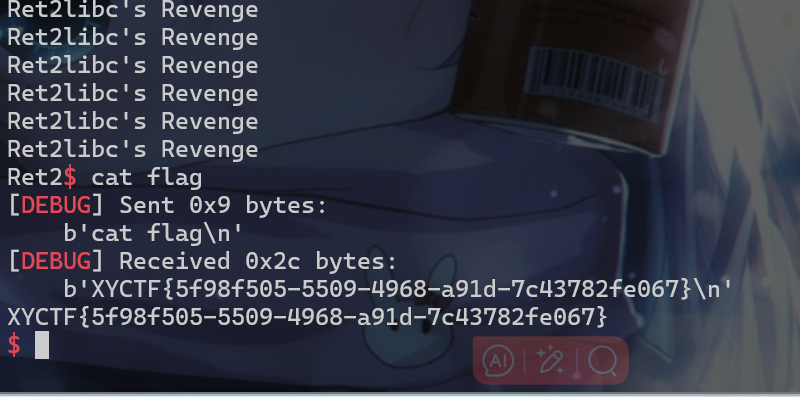 Ret2libc's Revenge
Ret2libc's Revenge
Ret2libc's Revenge
Ret2libc's Revenge
Ret2libc's Revenge
Ret2libc's Revenge
Ret2$ cat flag
[DEBUG] Sent 0x9 bytes:
    b'cat flag\n'
[DEBUG] Received 0x2c bytes:
    b'XYCTF{5f98f505-5509-4968-a91d-7c43782fe067}\n'
XYCTF{5f98f505-5509-4968-a91d-7c43782fe067}
$
AI